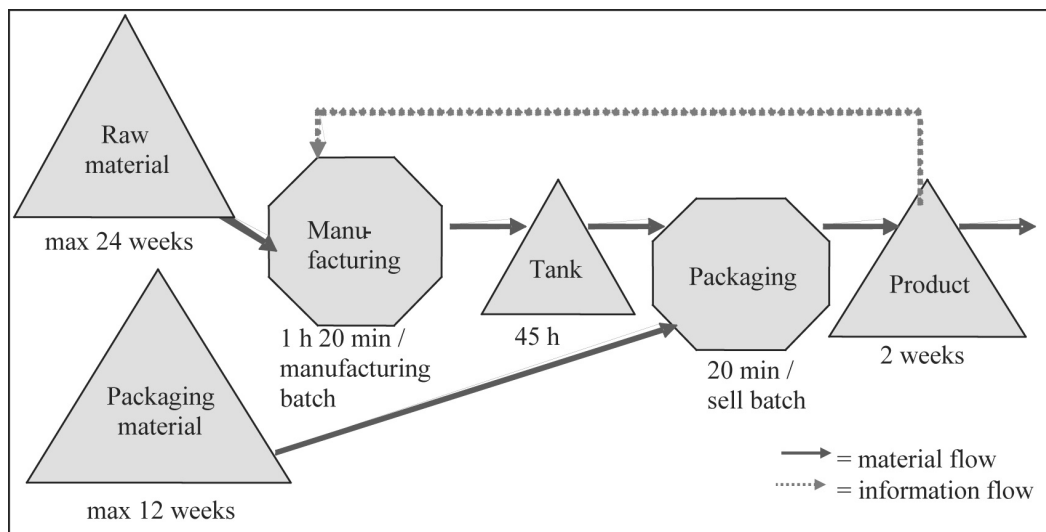 Raw
material
max 24 weeks
Manu-
facturing
1 h 20 min /
manufacturing
batch
Tank
45 h
Packaging
20 min /
sell batch
Product
2 weeks
Packaging
material
max 12 weeks
= material flow
= information flow